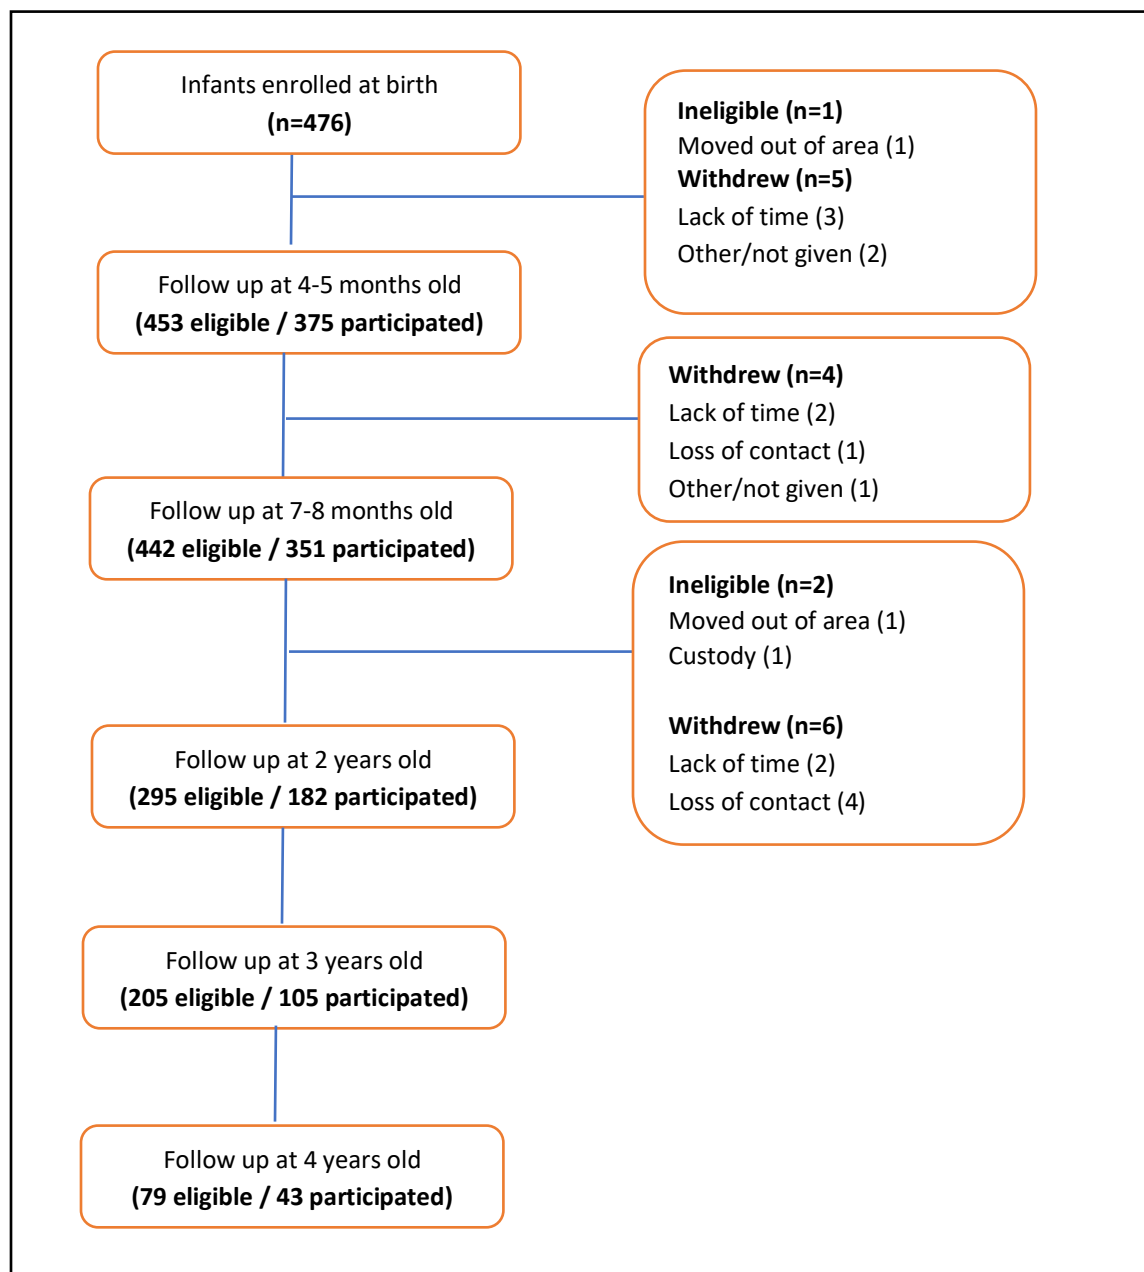 Infants enrolled at birth
(n=476)
Ineligible (n=1)
Moved out of area (1)
Withdrew (n=5)
Lack of time (3)
Other/not given (2)
Follow up at 4-5 months old
(453 eligible / 375 participated)
Withdrew (n=4)
Lack of time (2)
Loss of contact (1)
Other/not given (1)
Follow up at 7-8 months old
(442 eligible / 351 participated)
Ineligible (n=2)
Moved out of area (1)
Custody (1)
Withdrew (n=6)
Lack of time (2)
Loss of contact (4)
Follow up at 2 years old
(295 eligible / 182 participated)
Follow up at 3 years old
(205 eligible / 105 participated)
Follow up at 4 years old
(79 eligible / 43 participated)